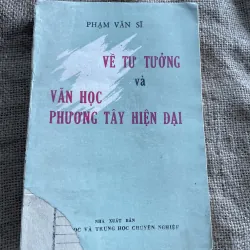 PHẠM VĂN SĨ
VỀ TƯ TƯỞNG
và
VĂN HỌC
PHƯƠNG TÂY HIỆN ĐẠI
NHÀ XUẤT BẢN
HỌC VÀ TRUNG HỌC CHUYÊN NGHIỆP